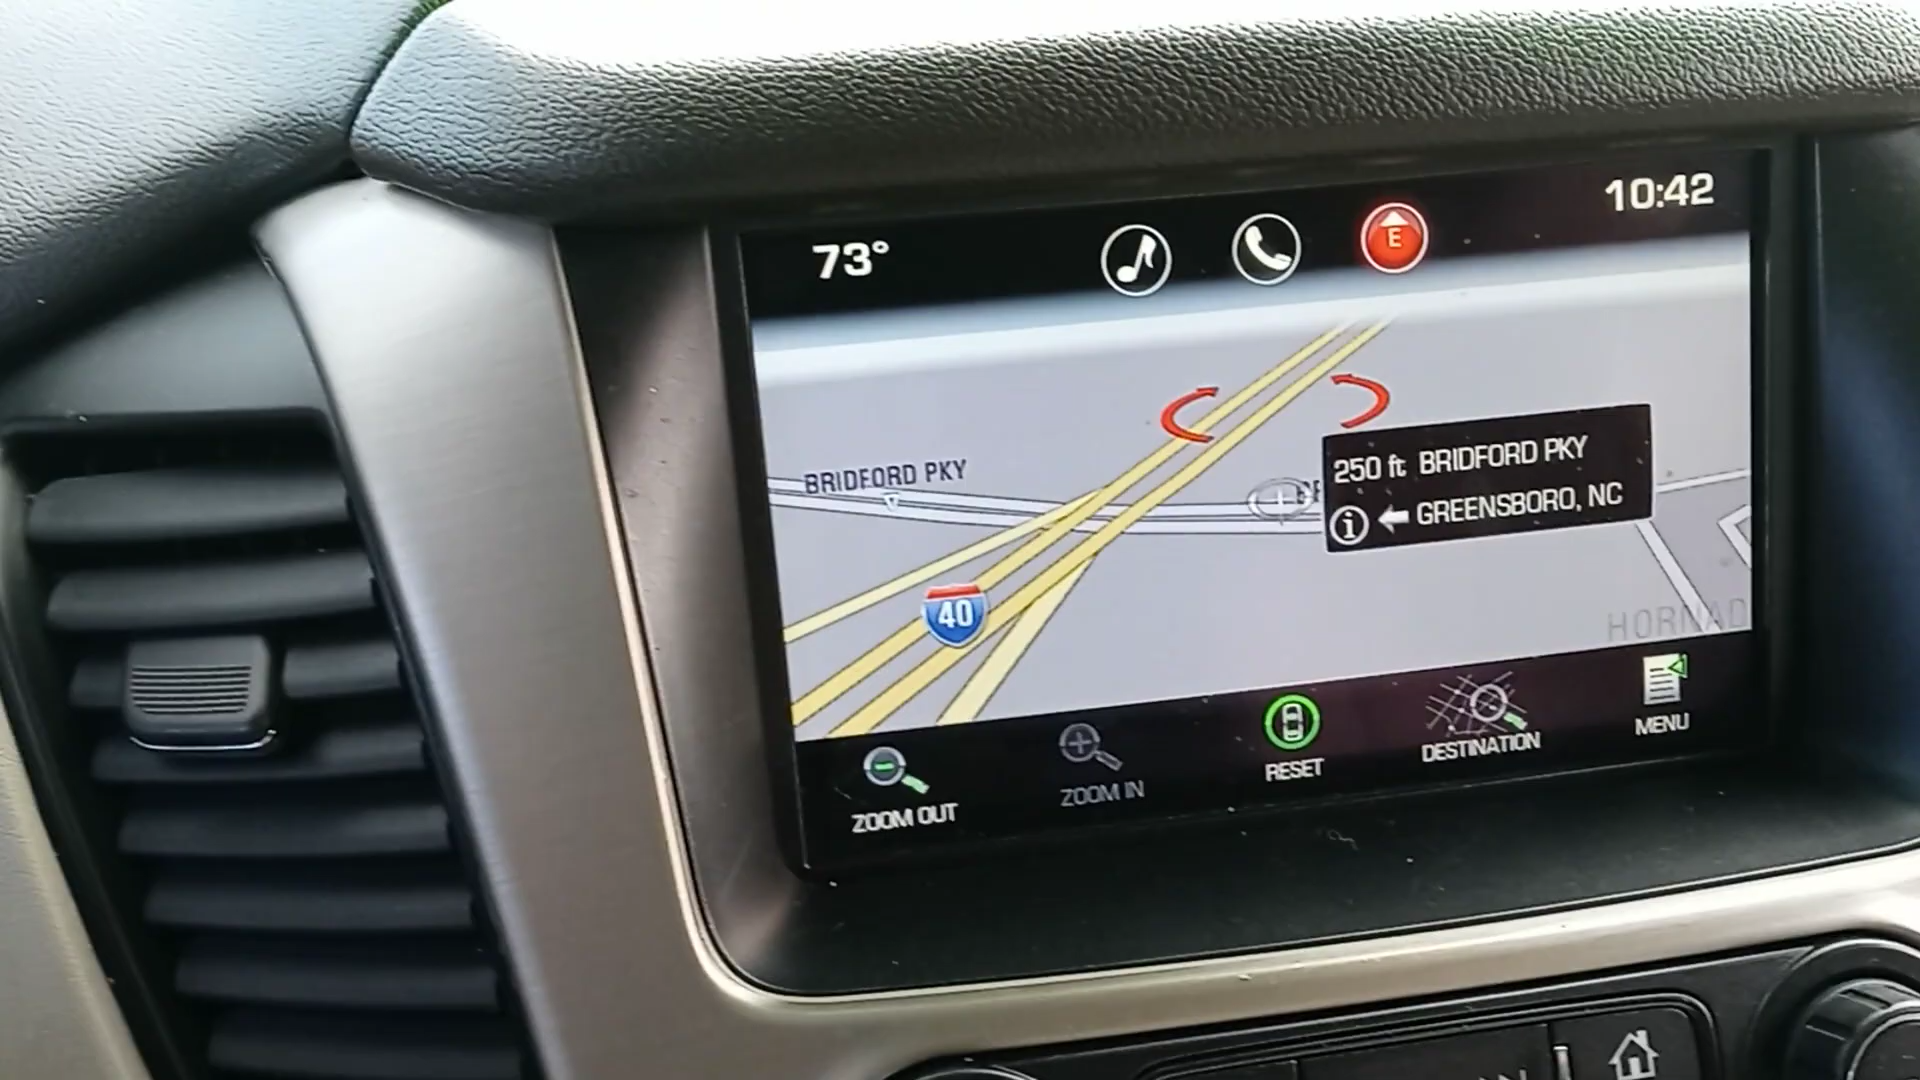 73°
E
10:42
BRIDFORD PKY
250 ft BRIDFORD PKY
GREENSBORO, NC
40
ZOOM OUT
ZOOM IN
RESET
DESTINATION
MENU